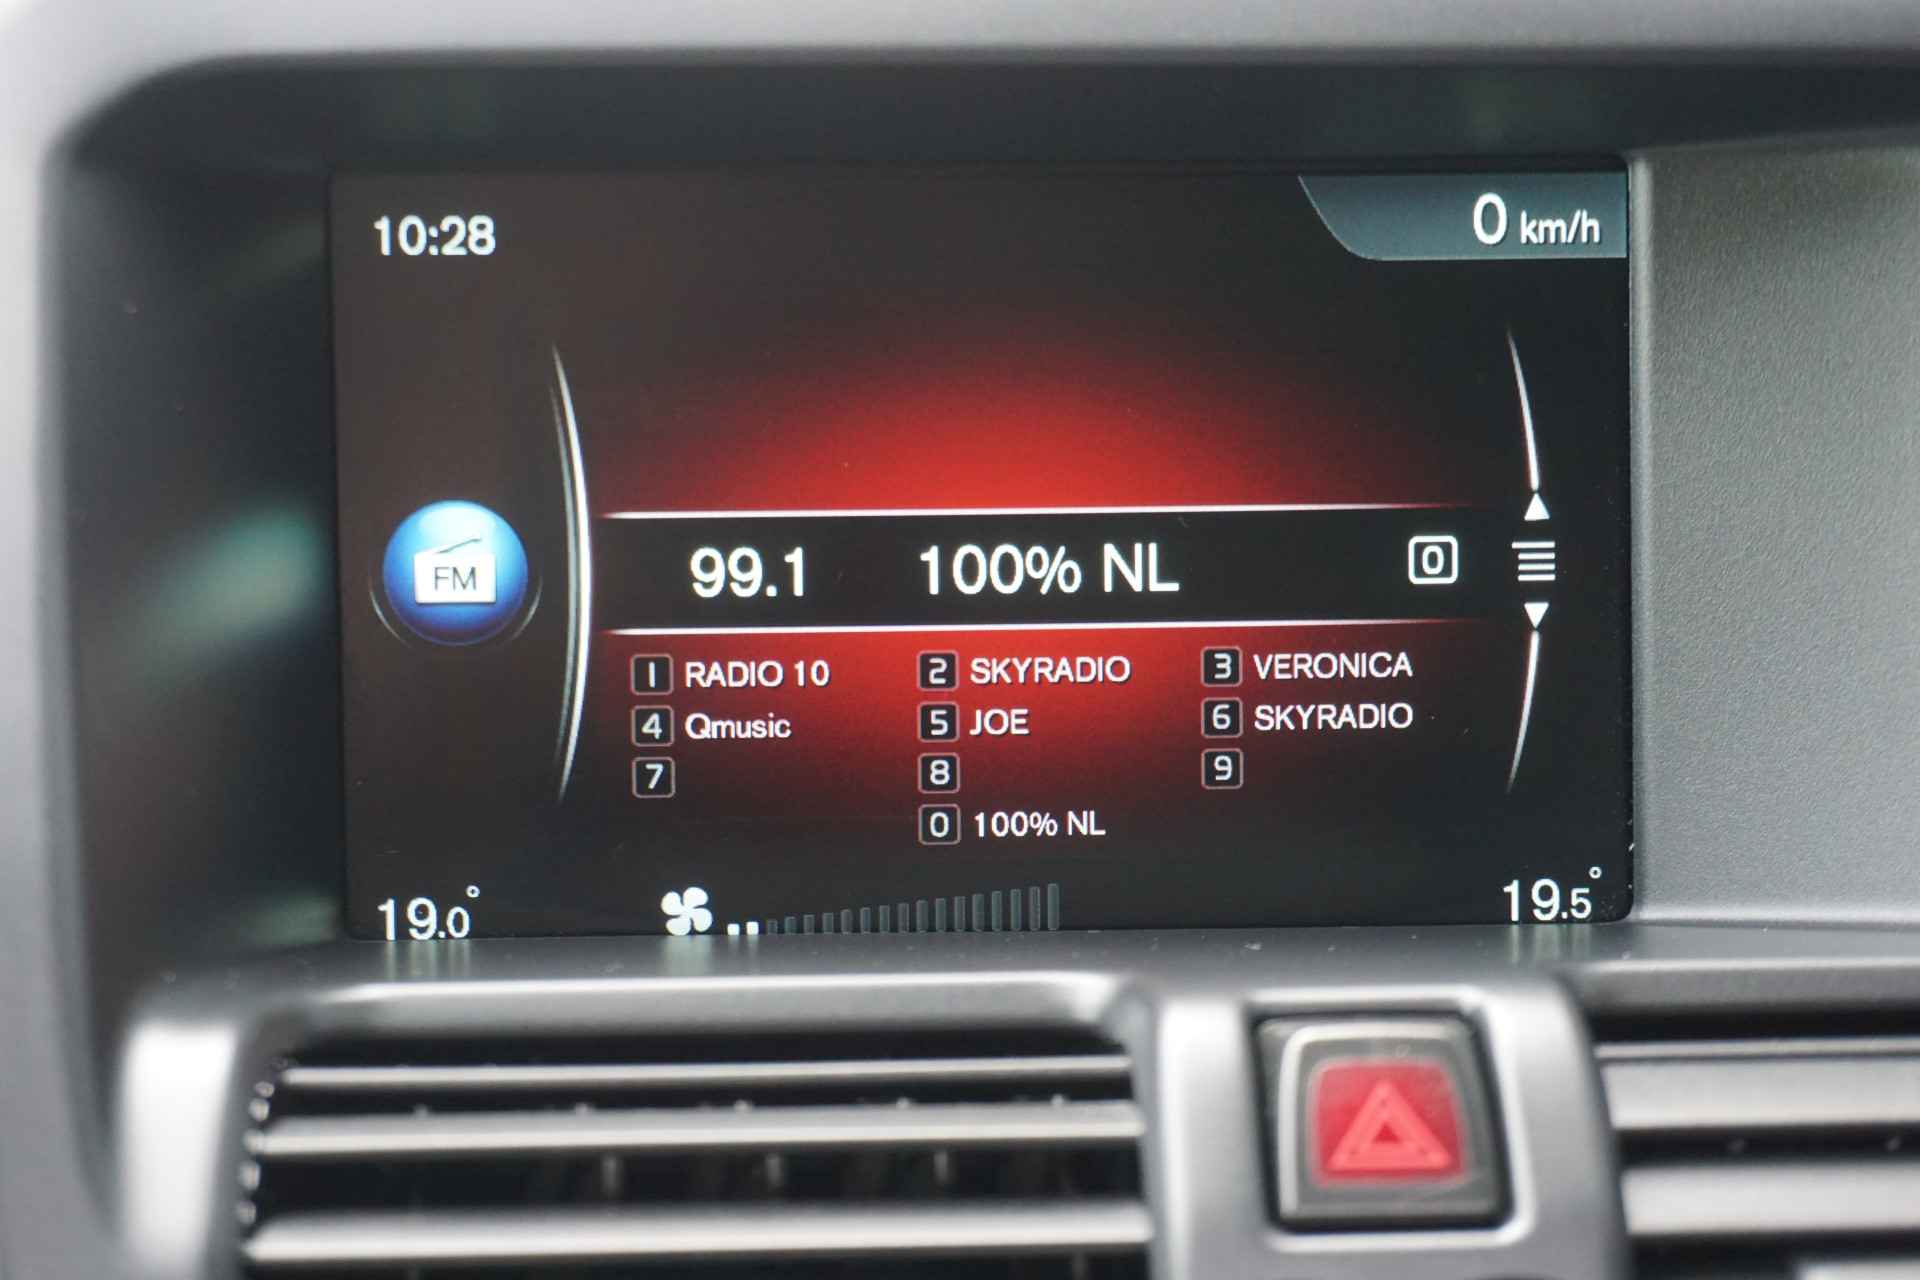 10:28 0 km/h
FM 99.1 100% NL 0
1 RADIO 10 2 SKYRADIO 3 VERONICA
4 Qmusic 5 JOE 6 SKYRADIO
7 8 9
0 100% NL
19.0° 19.5°